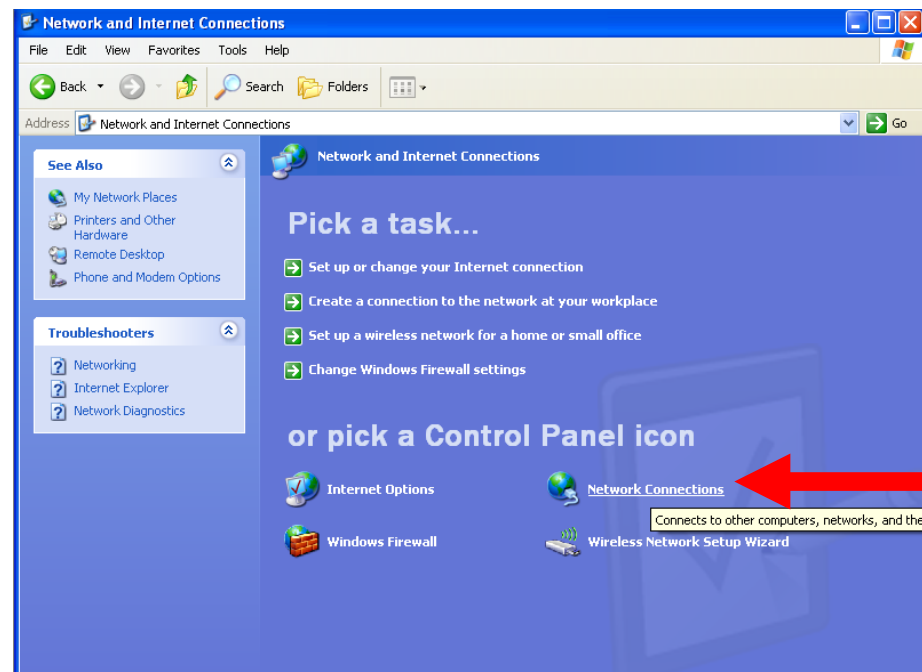 Network and Internet Connections
File Edit View Favorites Tools Help
Back Search Folders
Address Network and Internet Connections Go
See Also
My Network Places
Printers and Other
Hardware
Remote Desktop
Phone and Modem Options
Troubleshooters
Networking
Internet Explorer
Network Diagnostics
Network and Internet Connections
Pick a task...
Set up or change your Internet connection
Create a connection to the network at your workplace
Set up a wireless network for a home or small office
Change Windows Firewall settings
or pick a Control Panel icon
Internet Options Network Connections
Connects to other computers, networks, and the
Windows Firewall Wireless Network Setup Wizard